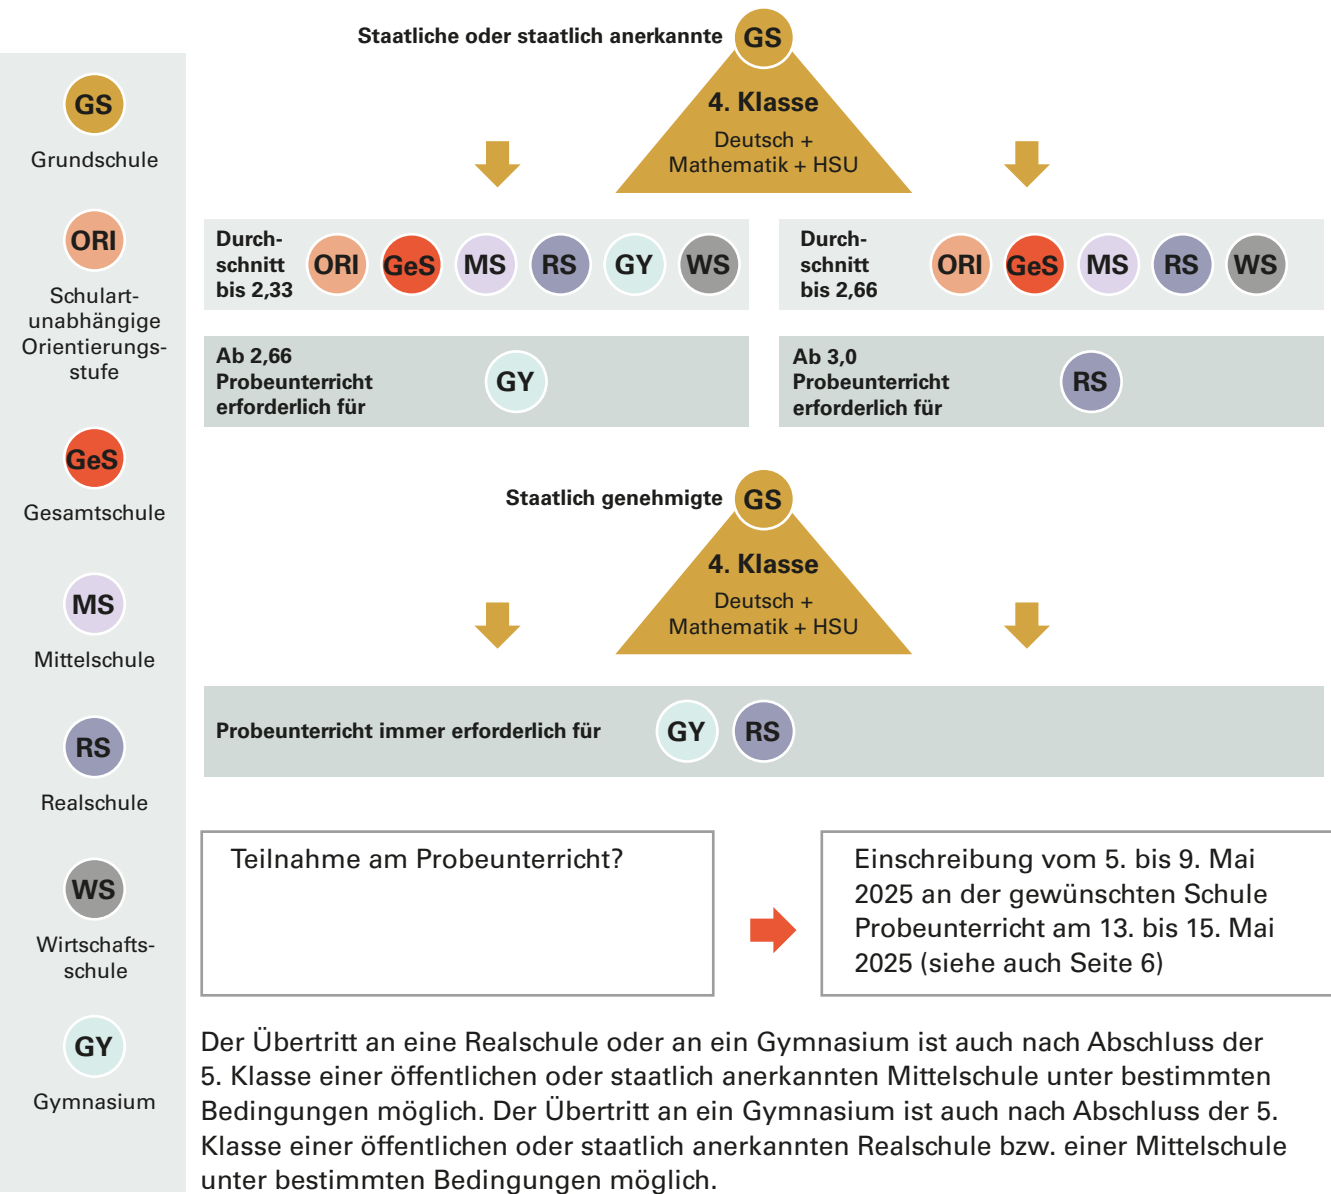 GS
Grundschule
ORI
Schulart-
unabhängige
Orientierungs-
stufe
GeS
Gesamtschule
MS
Mittelschule
RS
Realschule
WS
Wirtschafts-
schule
GY
Gymnasium
Staatliche oder staatlich anerkannte GS
4. Klasse
Deutsch +
Mathematik + HSU
Durch-
schnitt
bis 2,33
ORI GeS MS RS GY WS
Durch-
schnitt
bis 2,66
ORI GeS MS RS WS
Ab 2,66
Probeunterricht
erforderlich für
GY
Ab 3,0
Probeunterricht
erforderlich für
RS
Staatlich genehmigte GS
4. Klasse
Deutsch +
Mathematik + HSU
Probeunterricht immer erforderlich für GY RS
Teilnahme am Probeunterricht?
Einschreibung vom 5. bis 9. Mai
2025 an der gewünschten Schule
Probeunterricht am 13. bis 15. Mai
2025 (siehe auch Seite 6)
Der Übertritt an eine Realschule oder an ein Gymnasium ist auch nach Abschluss der
5. Klasse einer öffentlichen oder staatlich anerkannten Mittelschule unter bestimmten
Bedingungen möglich. Der Übertritt an ein Gymnasium ist auch nach Abschluss der 5.
Klasse einer öffentlichen oder staatlich anerkannten Realschule bzw. einer Mittelschule
unter bestimmten Bedingungen möglich.